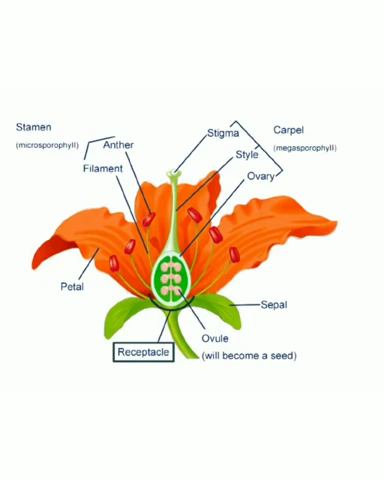 Stamen
(microsporophyll)
Anther
Filament
Stigma
Style
Ovary
Carpel
(megasporophyll)
Petal
Sepal
Receptacle
Ovule
(will become a seed)